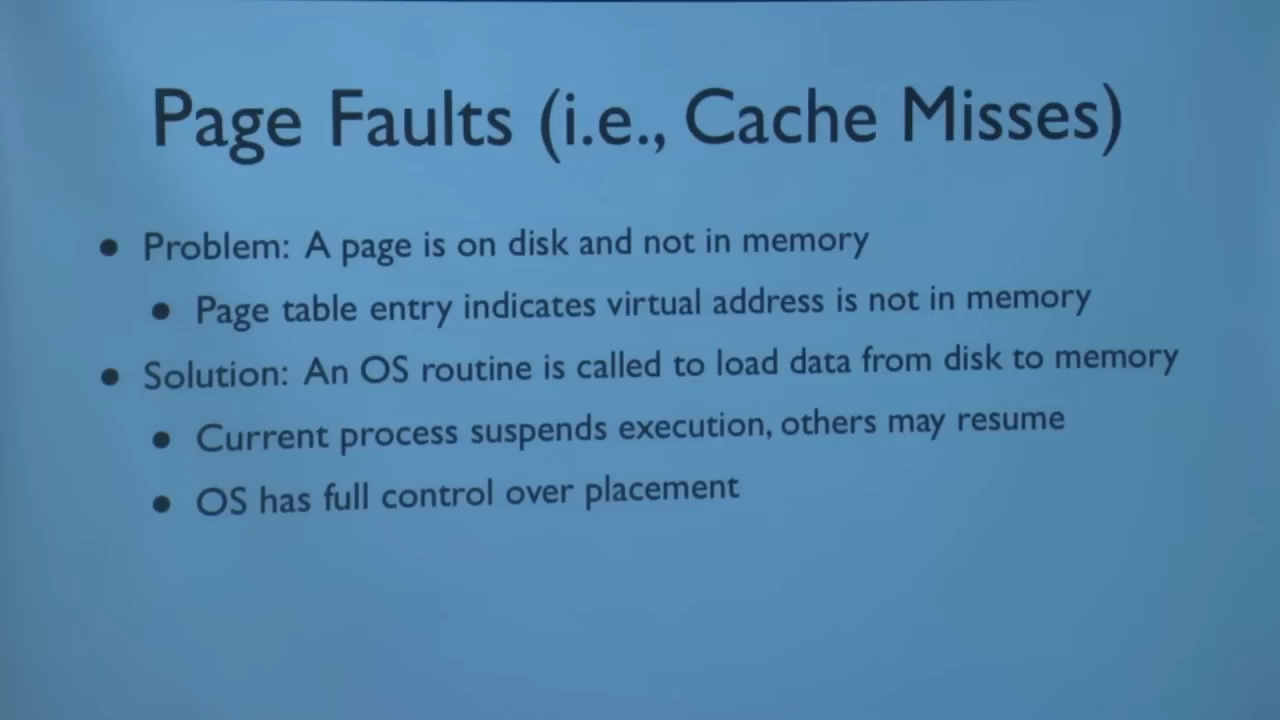 Page Faults (i.e., Cache Misses)
• Problem: A page is on disk and not in memory
• Page table entry indicates virtual address is not in memory
• Solution: An OS routine is called to load data from disk to memory
• Current process suspends execution, others may resume
• OS has full control over placement